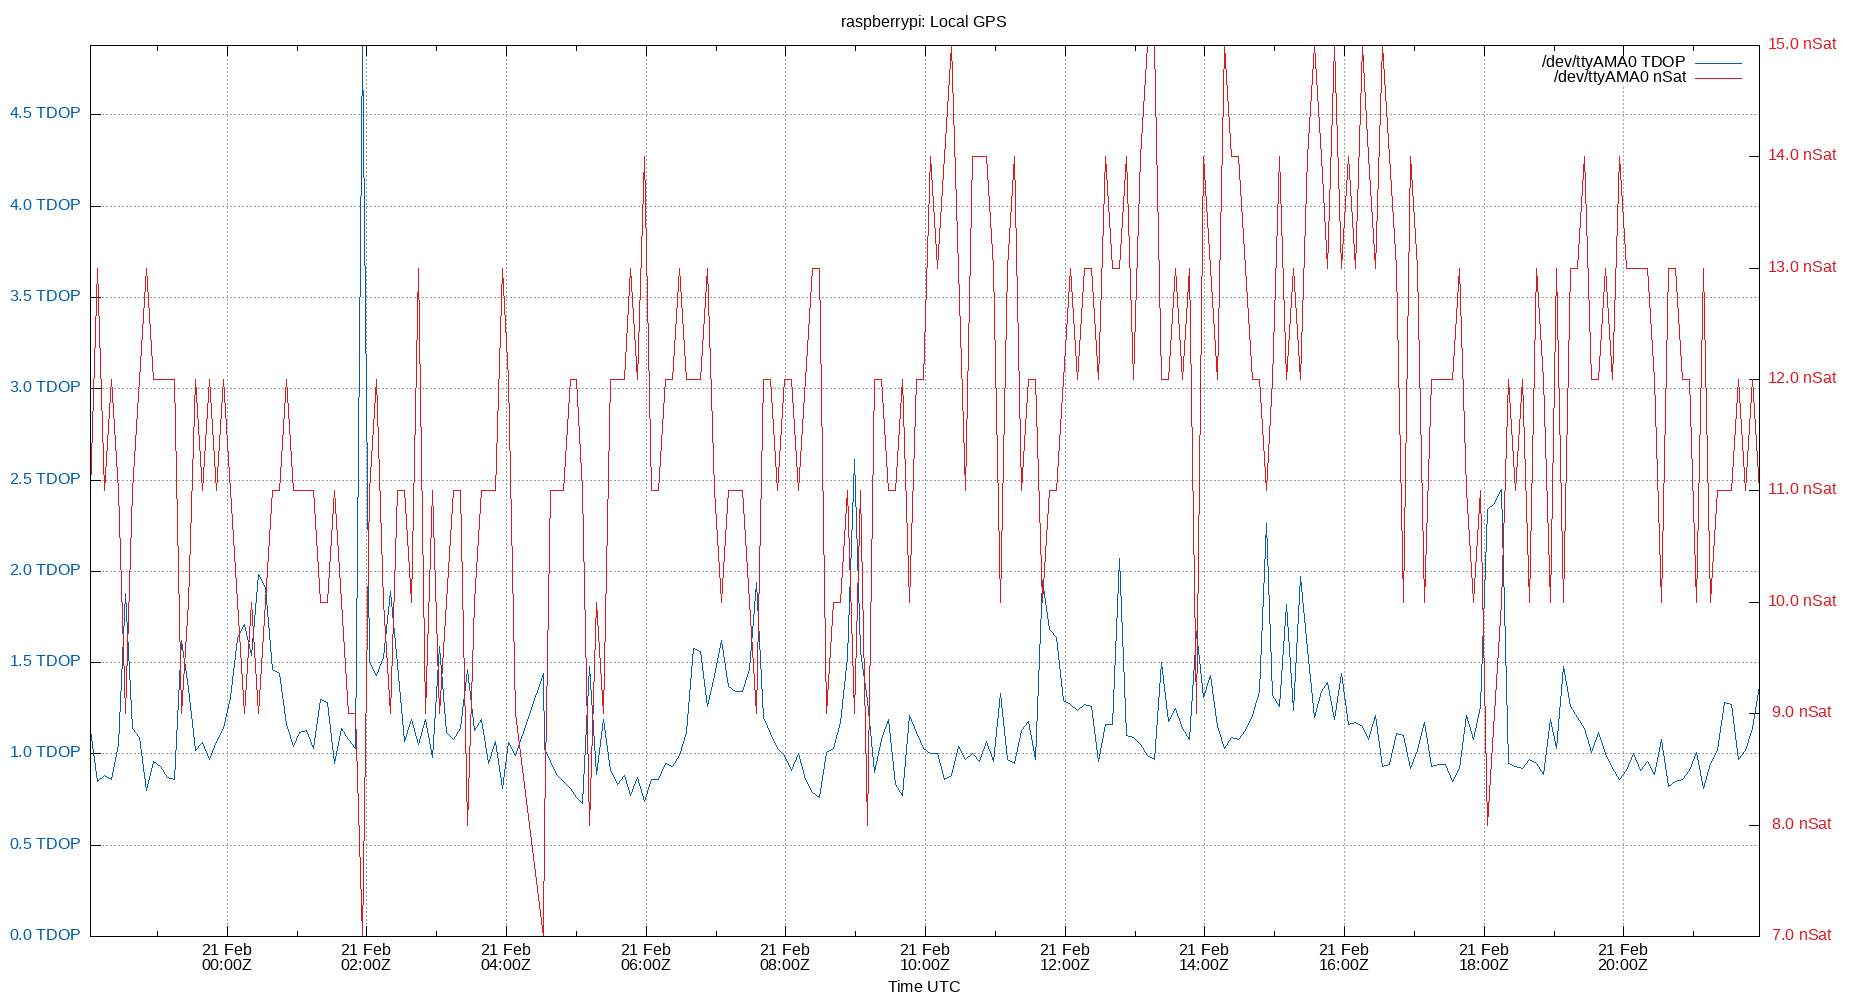 raspberrypi: Local GPS
/dev/ttyAMA0 TDOP
/dev/ttyAMA0 nSat
4.5 TDOP
4.0 TDOP
3.5 TDOP
3.0 TDOP
2.5 TDOP
2.0 TDOP
1.5 TDOP
1.0 TDOP
0.5 TDOP
0.0 TDOP
15.0 nSat
14.0 nSat
13.0 nSat
12.0 nSat
11.0 nSat
10.0 nSat
9.0 nSat
8.0 nSat
7.0 nSat
21 Feb 21 Feb 21 Feb 21 Feb 21 Feb 21 Feb 21 Feb 21 Feb 21 Feb 21 Feb 21 Feb
00:00Z 02:00Z 04:00Z 06:00Z 08:00Z 10:00Z 12:00Z 14:00Z 16:00Z 18:00Z 20:00Z
Time UTC